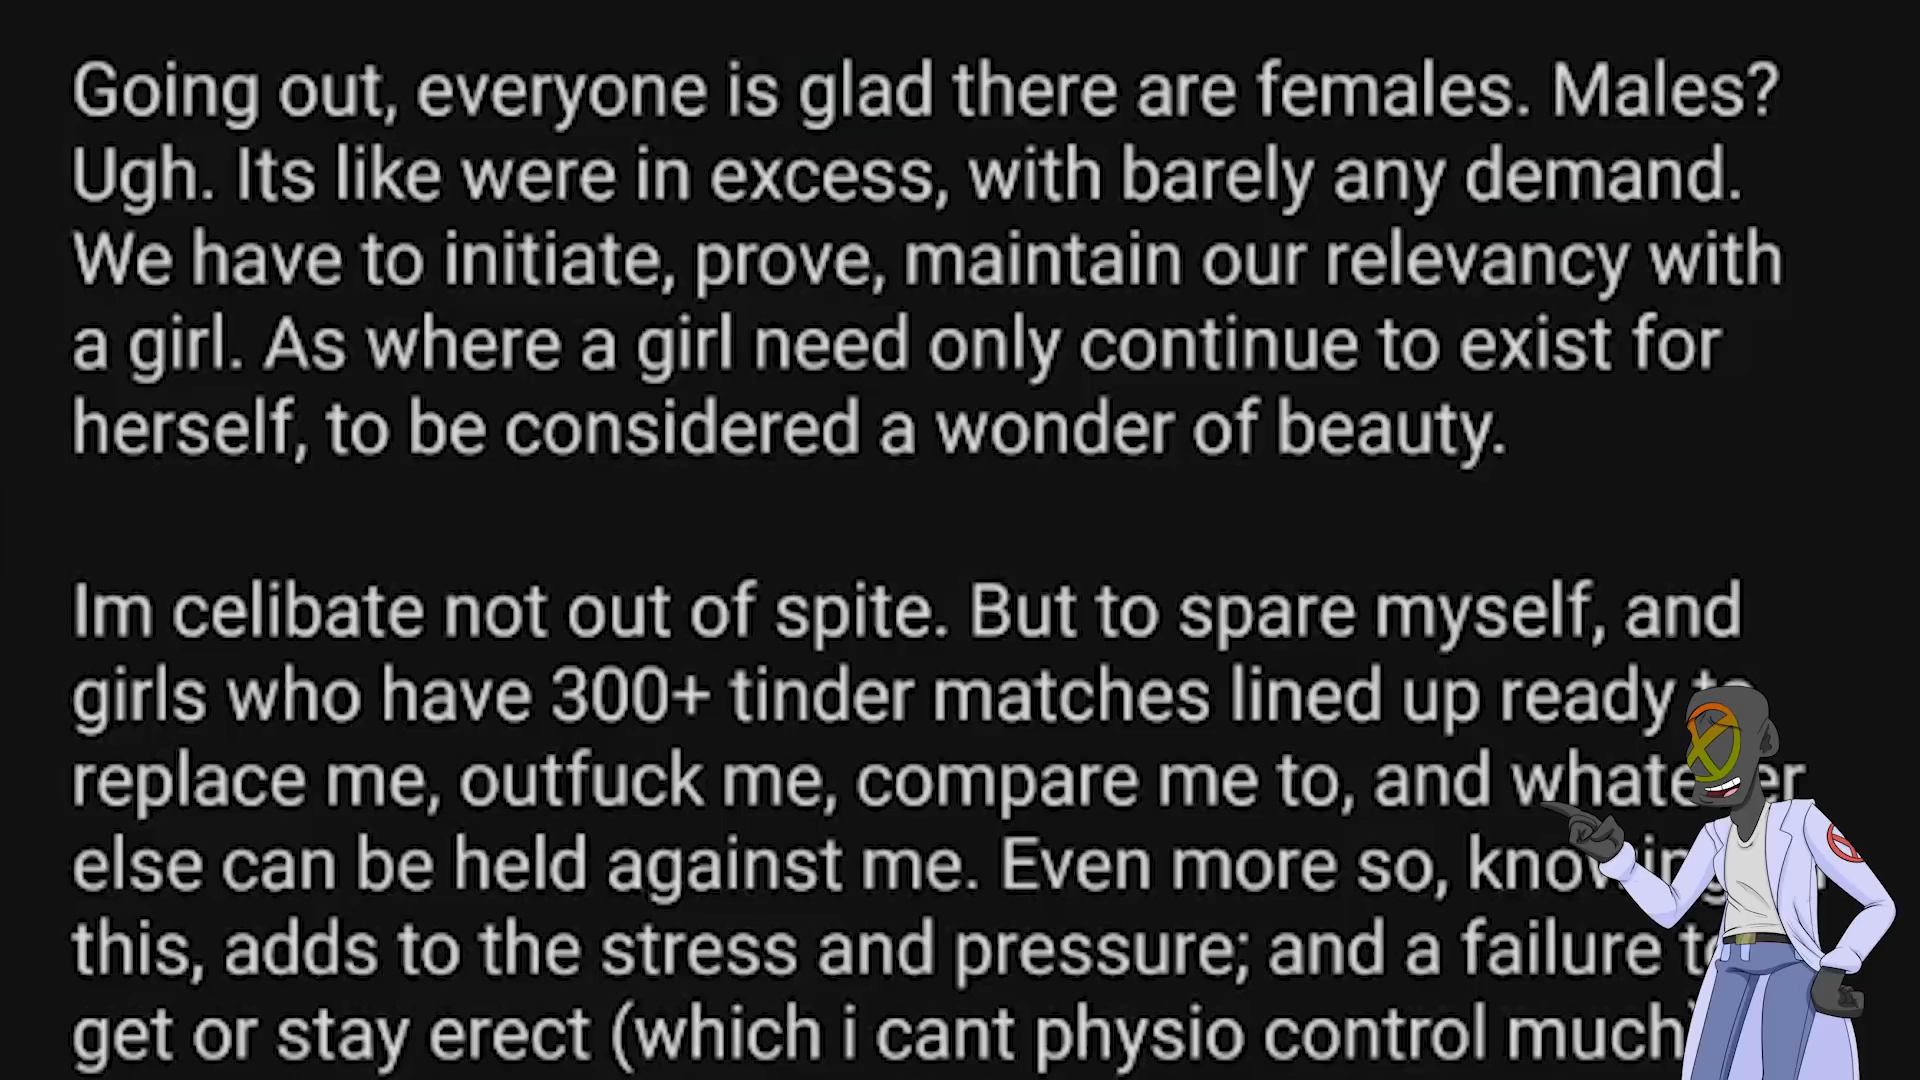 Going out, everyone is glad there are females. Males?
Ugh. Its like were in excess, with barely any demand.
We have to initiate, prove, maintain our relevancy with
a girl. As where a girl need only continue to exist for
herself, to be considered a wonder of beauty.
Im celibate not out of spite. But to spare myself, and
girls who have 300+ tinder matches lined up ready to
replace me, outfuck me, compare me to, and whatever
else can be held against me. Even more so, knowing
this, adds to the stress and pressure; and a failure to
get or stay erect (which i cant physio control much)